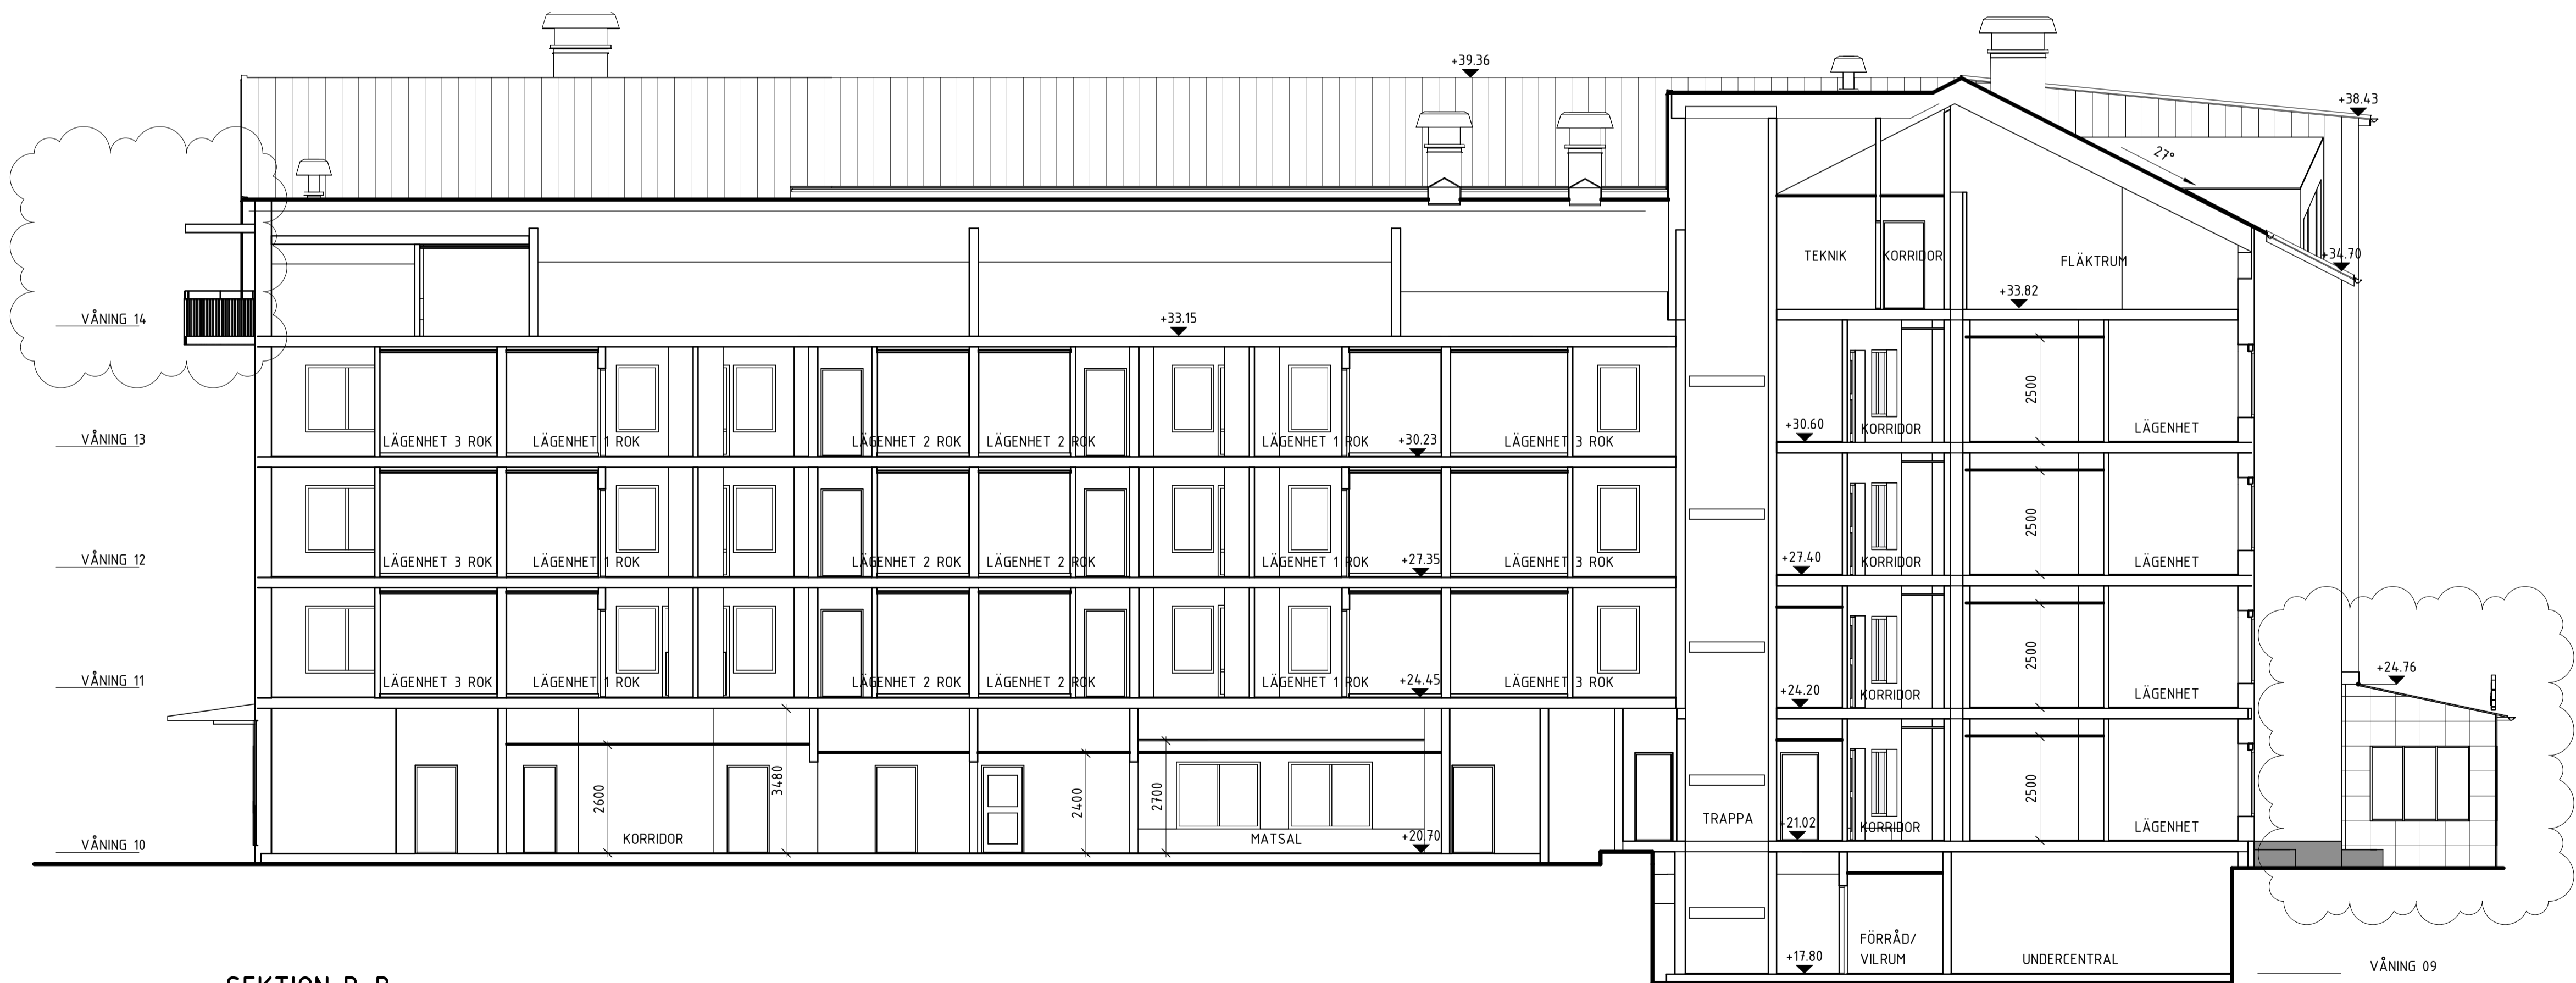 +39.36
+38.43
27°
+34.70
TEKNIK
KORRIDOR
FLÄKTRUM
+33.82
VÅNING 14
+33.15
2500
VÅNING 13
LÄGENHET 3 ROK
LÄGENHET 1 ROK
LÄGENHET 2 ROK
LÄGENHET 2 ROK
LÄGENHET 1 ROK
+30.23
LÄGENHET 3 ROK
+30.60
KORRIDOR
LÄGENHET
2500
VÅNING 12
LÄGENHET 3 ROK
LÄGENHET 1 ROK
LÄGENHET 2 ROK
LÄGENHET 2 ROK
LÄGENHET 1 ROK
+27.35
LÄGENHET 3 ROK
+27.40
KORRIDOR
LÄGENHET
2500
VÅNING 11
LÄGENHET 3 ROK
LÄGENHET 1 ROK
LÄGENHET 2 ROK
LÄGENHET 2 ROK
LÄGENHET 1 ROK
+24.45
LÄGENHET 3 ROK
+24.20
KORRIDOR
LÄGENHET
+24.76
2600
3480
2400
2700
2500
VÅNING 10
KORRIDOR
MATSAL
+20.70
TRAPPA
+21.02
KORRIDOR
LÄGENHET
+17.80
FÖRRÅD/
VILRUM
UNDERCENTRAL
VÅNING 09
SEKTION B-B